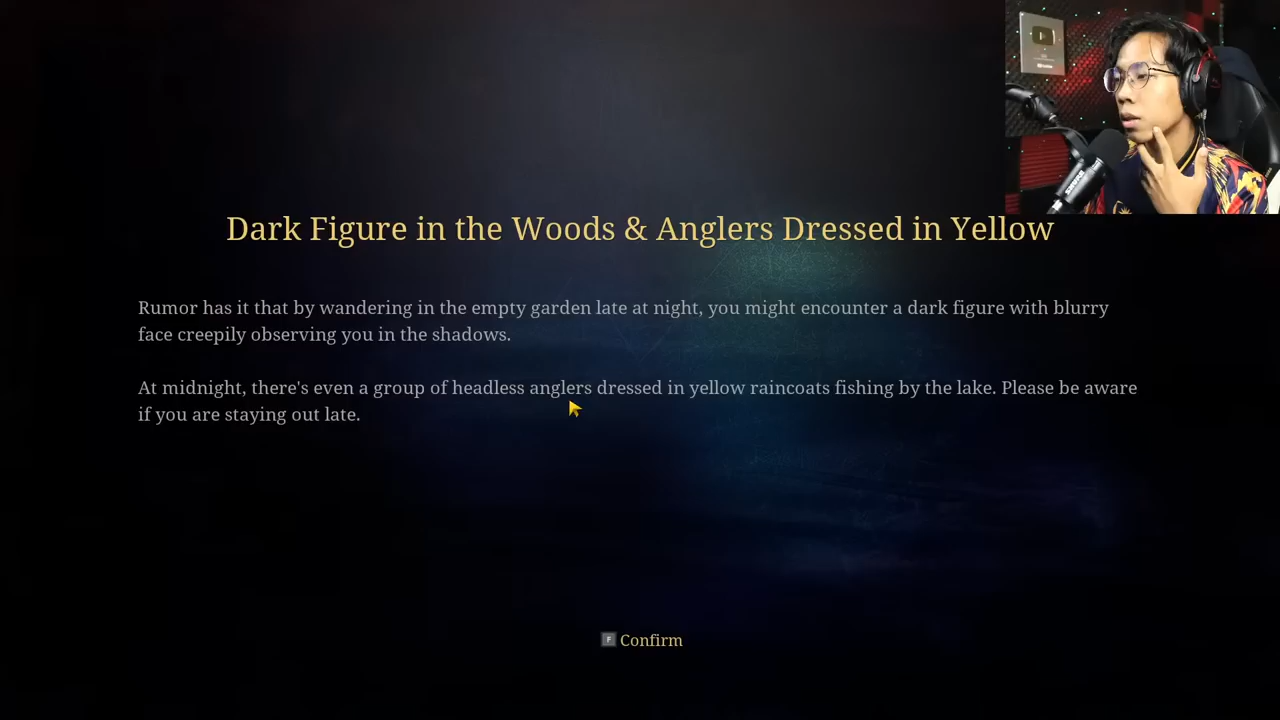 Dark Figure in the Woods & Anglers Dressed in Yellow
Rumor has it that by wandering in the empty garden late at night, you might encounter a dark figure with blurry
face creepily observing you in the shadows.
At midnight, there's even a group of headless anglers dressed in yellow raincoats fishing by the lake. Please be aware
if you are staying out late.
F Confirm
SHURE